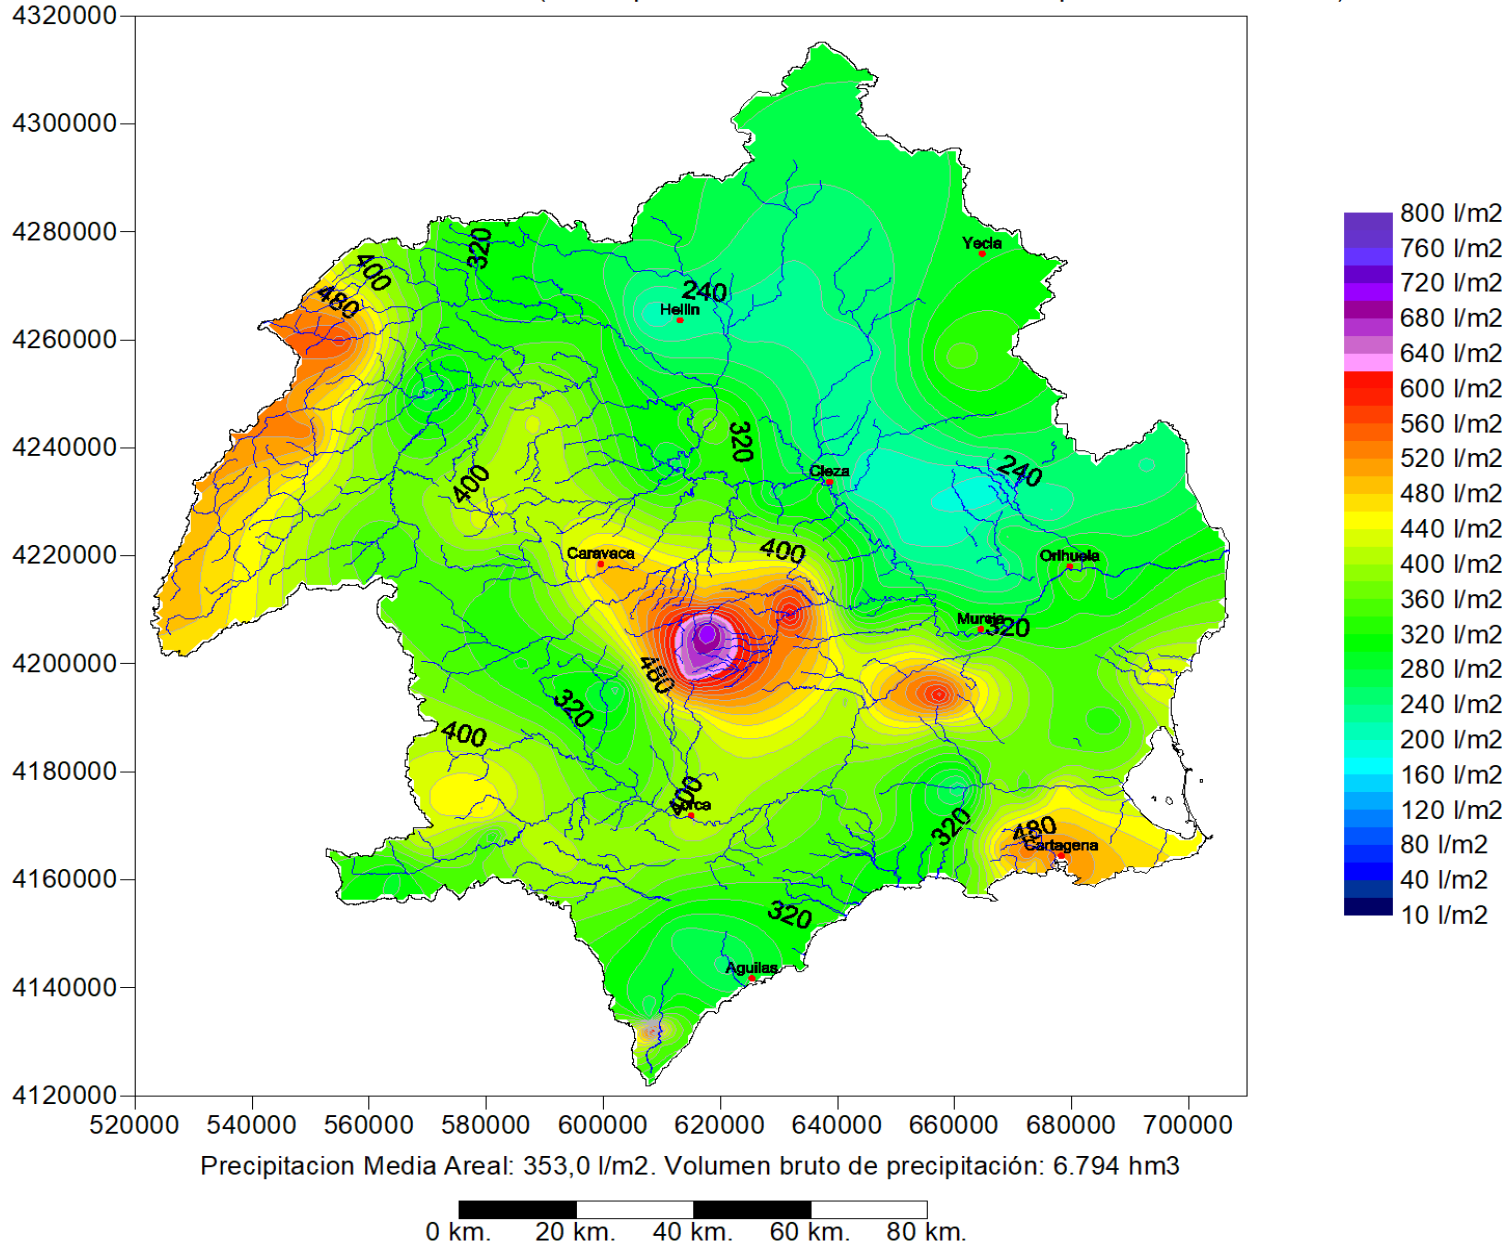 4320000
4300000
4280000
4260000
4240000
4220000
4200000
4180000
4160000
4140000
4120000
520000 540000 560000 580000 600000 620000 640000 660000 680000 700000
320
400
480
240
Hellin
Yecla
320
400
Cieza
240
Caravaca
400
Orihuela
Murcia
320
480
320
400
400
Lorca
320
480
Cartagena
320
Aguilas
800 l/m2
760 l/m2
720 l/m2
680 l/m2
640 l/m2
600 l/m2
560 l/m2
520 l/m2
480 l/m2
440 l/m2
400 l/m2
360 l/m2
320 l/m2
280 l/m2
240 l/m2
200 l/m2
160 l/m2
120 l/m2
80 l/m2
40 l/m2
10 l/m2
Precipitacion Media Areal: 353,0 l/m2. Volumen bruto de precipitación: 6.794 hm3
0 km. 20 km. 40 km. 60 km. 80 km.